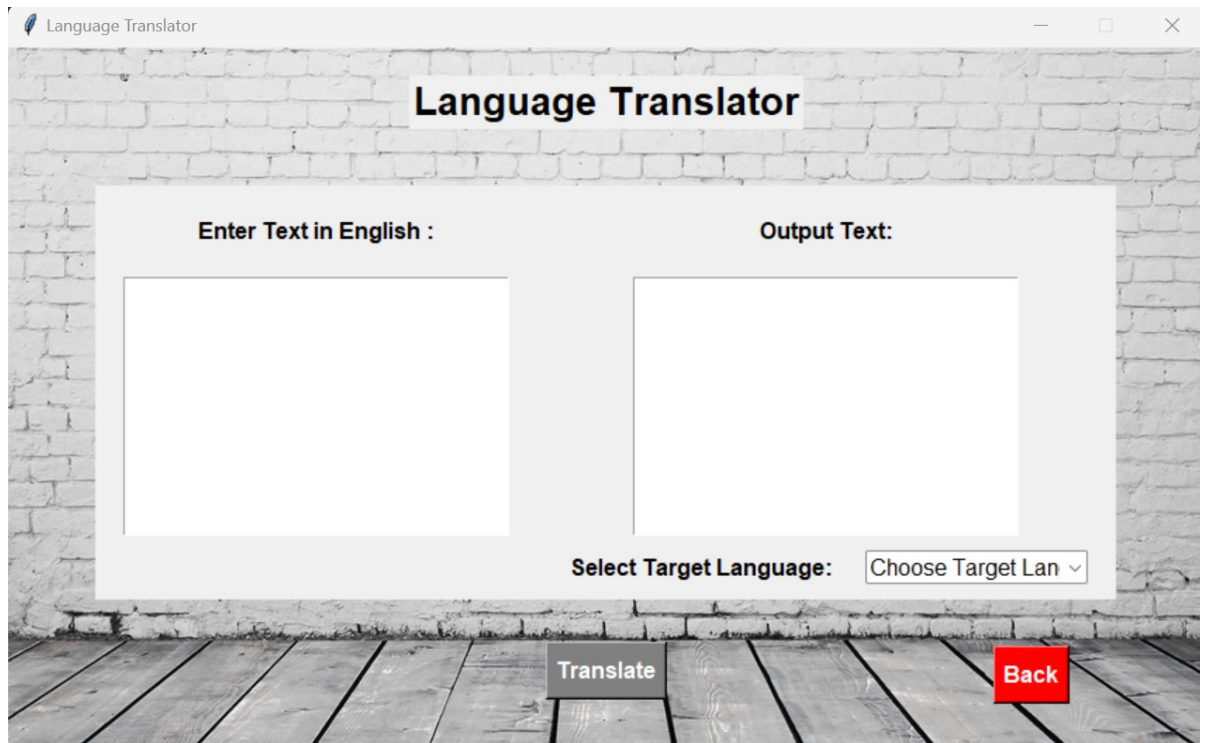 Language Translator
Language Translator
Enter Text in English :
Output Text:
Select Target Language:
Choose Target Lan
Translate
Back